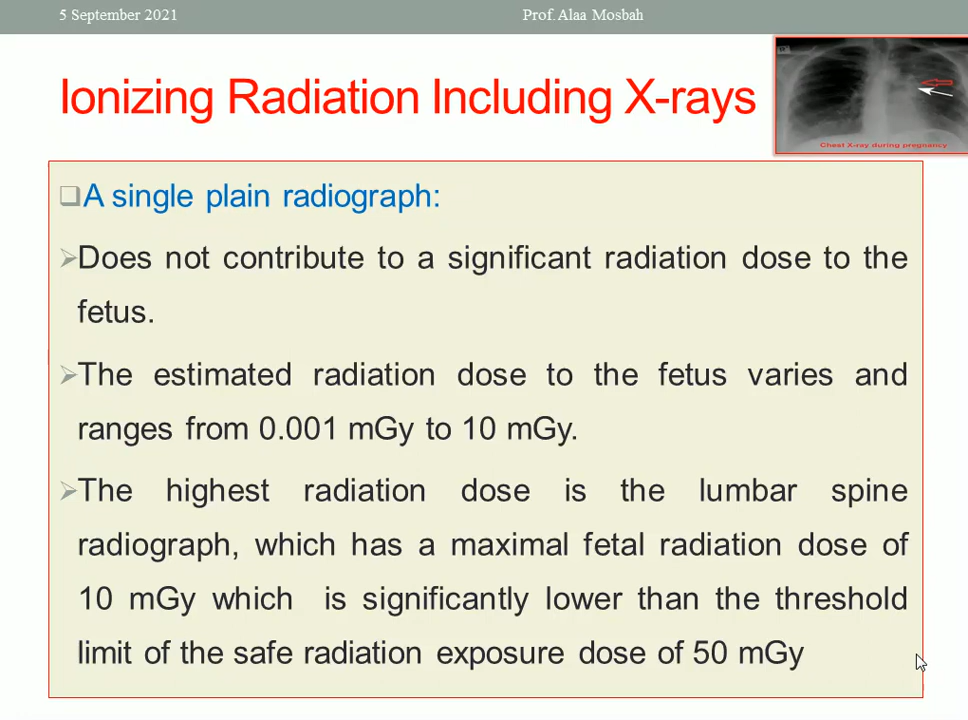 5 September 2021
Prof. Alaa Mosbah
Ionizing Radiation Including X-rays
Chest X-ray during pregnancy
A single plain radiograph:
Does not contribute to a significant radiation dose to the
fetus.
The estimated radiation dose to the fetus varies and
ranges from 0.001 mGy to 10 mGy.
The highest radiation dose is the lumbar spine
radiograph, which has a maximal fetal radiation dose of
10 mGy which is significantly lower than the threshold
limit of the safe radiation exposure dose of 50 mGy